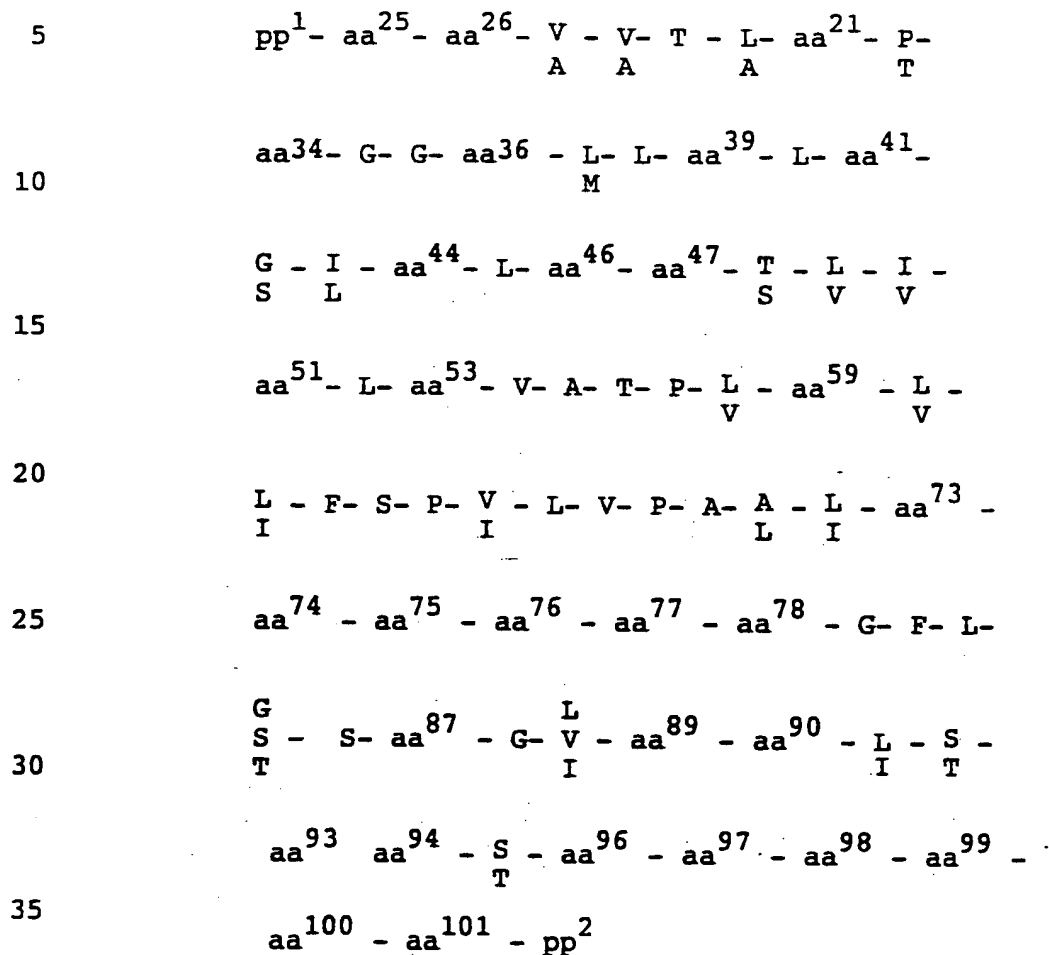 5 pp¹- aa²⁵- aa²⁶- V - V- T - L- aa²¹- P-
A A A T
aa³⁴- G- G- aa³⁶ - L- L- aa³⁹- L- aa⁴¹-
10 M
G - I - aa⁴⁴- L- aa⁴⁶- aa⁴⁷- T - L - I -
S L S V V
15
aa⁵¹- L- aa⁵³- V- A- T- P- L - aa⁵⁹ - L -
V V
20
L - F- S- P- V - L- V- P- A- A - L - aa⁷³ -
I I L I
25 aa⁷⁴ - aa⁷⁵ - aa⁷⁶ - aa⁷⁷ - aa⁷⁸ - G- F- L-
G L
S - S- aa⁸⁷ - G- V - aa⁸⁹ - aa⁹⁰ - L - S -
30 T I I T
aa⁹³ aa⁹⁴ - S - aa⁹⁶ - aa⁹⁷ - aa⁹⁸ - aa⁹⁹ -
T
35
aa¹⁰⁰ - aa¹⁰¹ - pp²